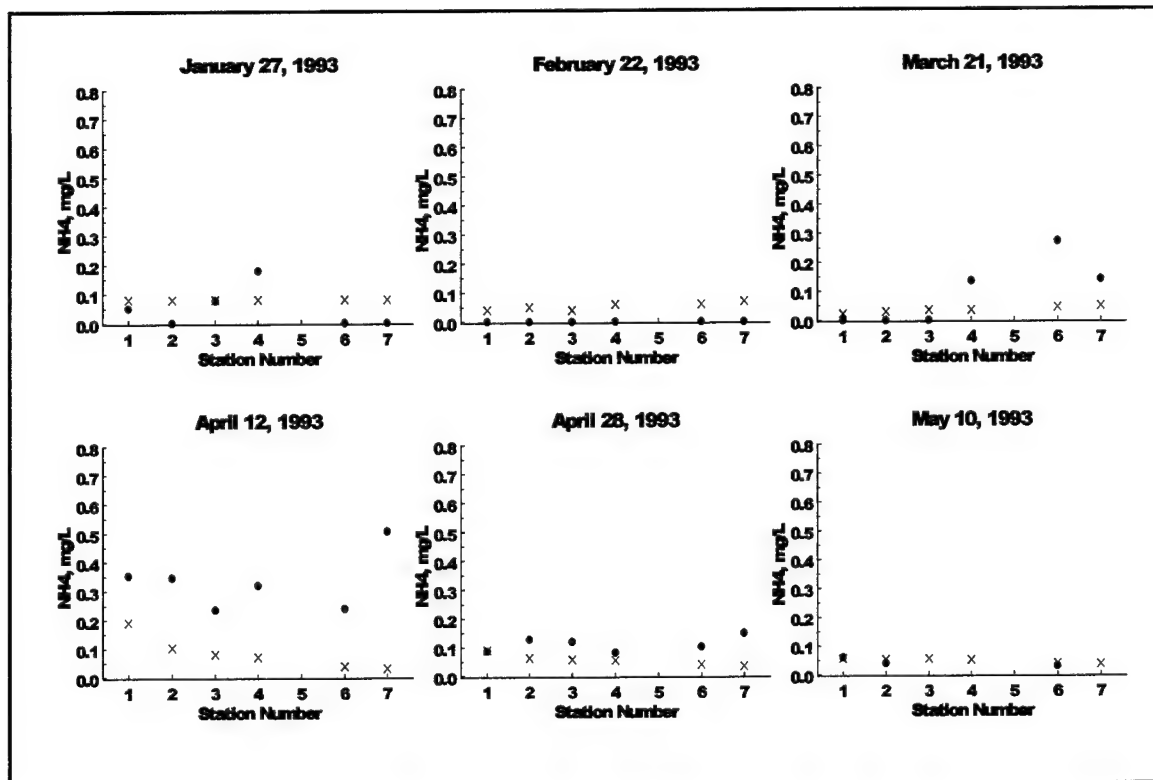 January 27, 1993
0.8
0.7
0.6
0.5
0.4
0.3
0.2
0.1
0.0
NH4, mg/L
1 2 3 4 5 6 7
Station Number
February 22, 1993
0.8
0.7
0.6
0.5
0.4
0.3
0.2
0.1
0.0
NH4, mg/L
1 2 3 4 5 6 7
Station Number
March 21, 1993
0.8
0.7
0.6
0.5
0.4
0.3
0.2
0.1
0.0
NH4, mg/L
1 2 3 4 5 6 7
Station Number
April 12, 1993
0.8
0.7
0.6
0.5
0.4
0.3
0.2
0.1
0.0
NH4, mg/L
1 2 3 4 5 6 7
Station Number
April 28, 1993
0.8
0.7
0.6
0.5
0.4
0.3
0.2
0.1
0.0
NH4, mg/L
1 2 3 4 5 6 7
Station Number
May 10, 1993
0.8
0.7
0.6
0.5
0.4
0.3
0.2
0.1
0.0
NH4, mg/L
1 2 3 4 5 6 7
Station Number